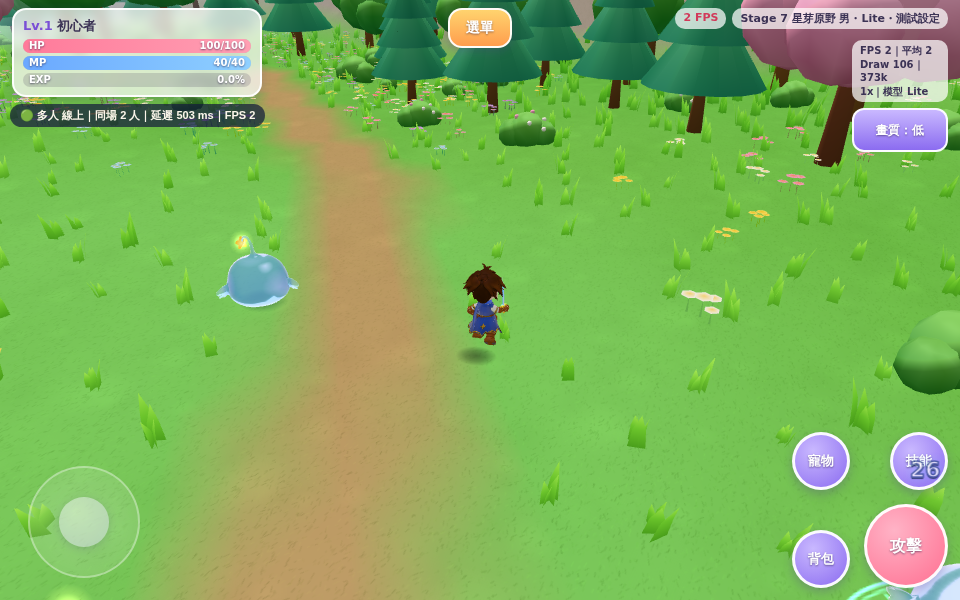 Lv.1 初心者
HP 100/100
MP 40/40
EXP 0.0%
多人 線上｜同場 2 人｜延遲 503 ms｜FPS 2
選單
2 FPS
Stage 7 星芽原野 男・Lite・測試設定
FPS 2｜平均 2
Draw 106｜
373k
1x｜模型 Lite
畫質：低
寵物
技能
26
攻擊
背包